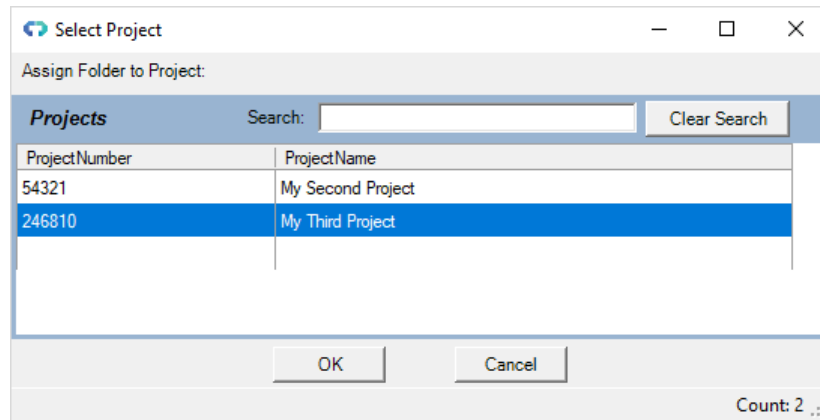 Select Project
Assign Folder to Project:
Projects Search: Clear Search
ProjectNumber ProjectName
54321 My Second Project
246810 My Third Project
OK Cancel
Count: 2